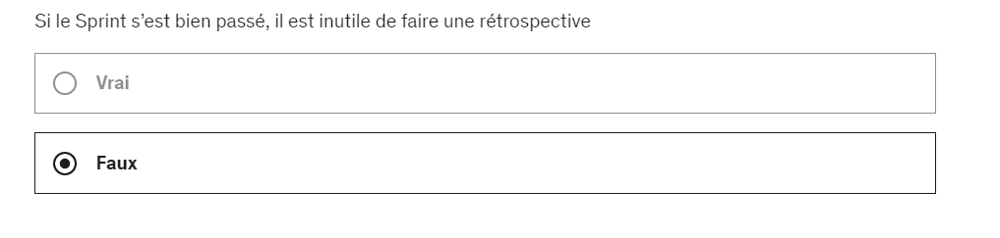 Si le Sprint s’est bien passé, il est inutile de faire une rétrospective
Vrai
Faux